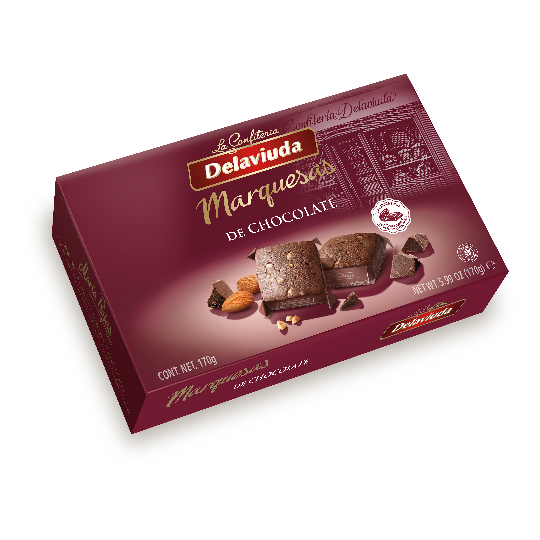 La Confitería
Confitería Delaviuda
Delaviuda
Marquesas
DE CHOCOLATE
CONT. NET. 170g
NET WT. 5.99 OZ (170g) e
Marquesas
DE CHOCOLATE
Delaviuda